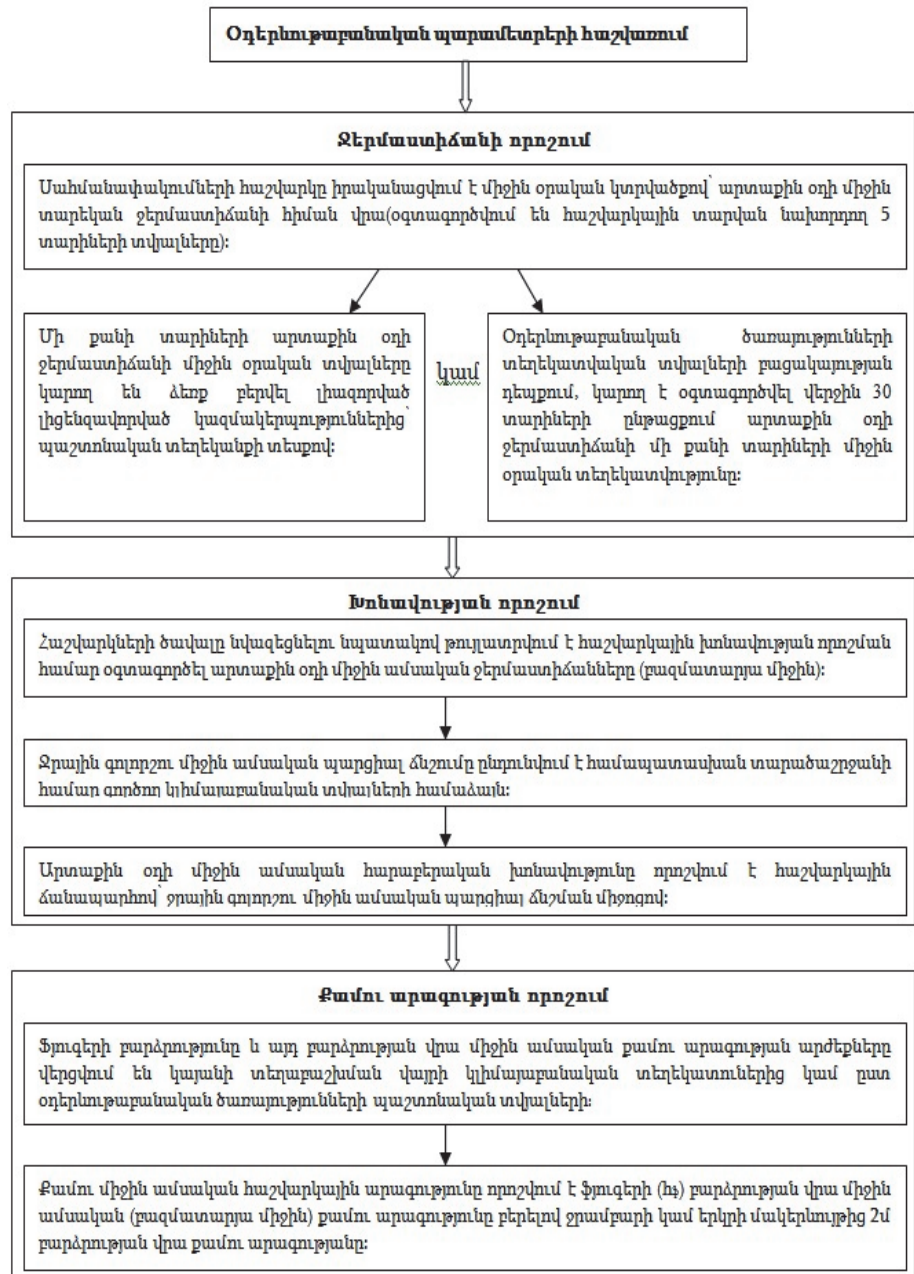 Օդերևութաբանական պարամետրերի հաշվառում
Ջերմաստիճանի որոշում
Սահմանափակումների հաշվարկը իրականացվում է միջին օրական կտրվածքով՝ արտաքին օդի միջին
տարեկան ջերմաստիճանի հիման վրա(օգտագործվում են հաշվարկային տարվան նախորդող 5
տարիների տվյալները):
Մի քանի տարիների արտաքին օդի
ջերմաստիճանի միջին օրական տվյալները
կարող են ձեռք բերվել լիազորված
լիցենզավորված կազմակերպություններից՝
պաշտոնական տեղեկանքի տեսքով:
կամ
Օդերևութաբանական ծառայությունների
տեղեկատվական տվյալների բացակայության
դեպքում, կարող է օգտագործվել վերջին 30
տարիների ընթացքում արտաքին օդի
ջերմաստիճանի մի քանի տարիների միջին
օրական տեղեկատվությունը:
Խոնավության որոշում
Հաշվարկների ծավալը նվազեցնելու նպատակով թույլատրվում է հաշվարկային խոնավության որոշման
համար օգտագործել արտաքին օդի միջին ամսական ջերմաստիճանները (բազմատարյա միջին):
Ջրային գոլորշու միջին ամսական պարցիալ ճնշումը ընդունվում է համապատասխան տարածաշրջանի
համար գործող կլիմայաբանական տվյալների համաձայն:
Արտաքին օդի միջին ամսական հարաբերական խոնավությունը որոշվում է հաշվարկային
ճանապարհով՝ ջրային գոլորշու միջին ամսական պարցիալ ճնշման միջոցով:
Քամու արագության որոշում
Ֆյուգերի բարձրությունը և այդ բարձրության վրա միջին ամսական քամու արագության արժեքները
վերցվում են կայանի տեղաբաշխման վայրի կլիմայաբանական տեղեկատուներից կամ ըստ
օդերևութաբանական ծառայությունների պաշտոնական տվյալների:
Քամու միջին ամսական հաշվարկային արագությունը որոշվում է ֆյուգերի (հֆ) բարձրության վրա միջին
ամսական (բազմատարյա միջին) քամու արագությունը բերելով ջրամբարի կամ երկրի մակերևույթից 2մ
բարձրության վրա քամու արագությանը: